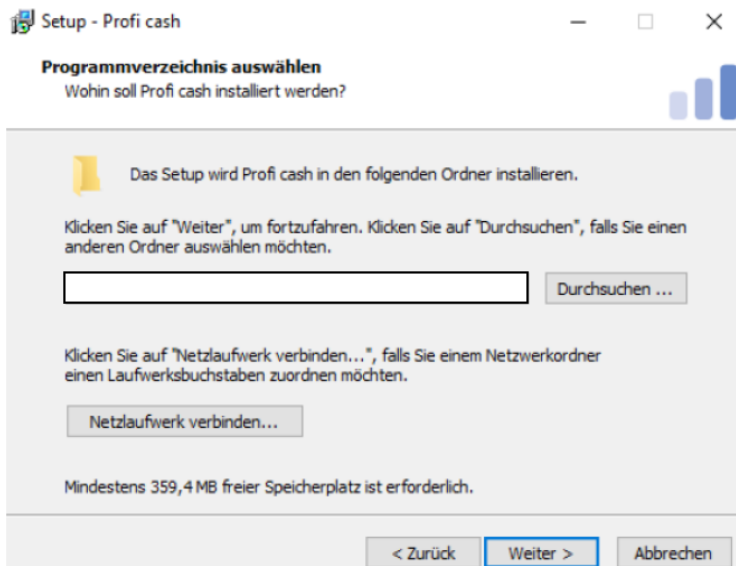 Setup - Profi cash
Programmverzeichnis auswählen
Wohin soll Profi cash installiert werden?
Das Setup wird Profi cash in den folgenden Ordner installieren.
Klicken Sie auf "Weiter", um fortzufahren. Klicken Sie auf "Durchsuchen", falls Sie einen
anderen Ordner auswählen möchten.
Durchsuchen ...
Klicken Sie auf "Netzlaufwerk verbinden...", falls Sie einem Netzwerkordner
einen Laufwerksbuchstaben zuordnen möchten.
Netzlaufwerk verbinden...
Mindestens 359,4 MB freier Speicherplatz ist erforderlich.
< Zurück Weiter > Abbrechen